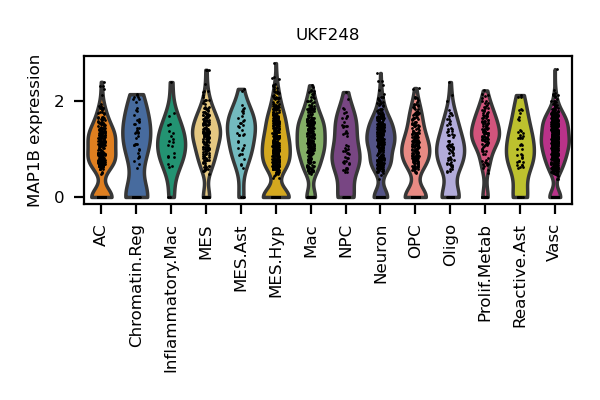 UKF248
MAP1B expression
2
0
AC
Chromatin.Reg
Inflammatory.Mac
MES
MES.Ast
MES.Hyp
Mac
NPC
Neuron
OPC
Oligo
Prolif.Metab
Reactive.Ast
Vasc